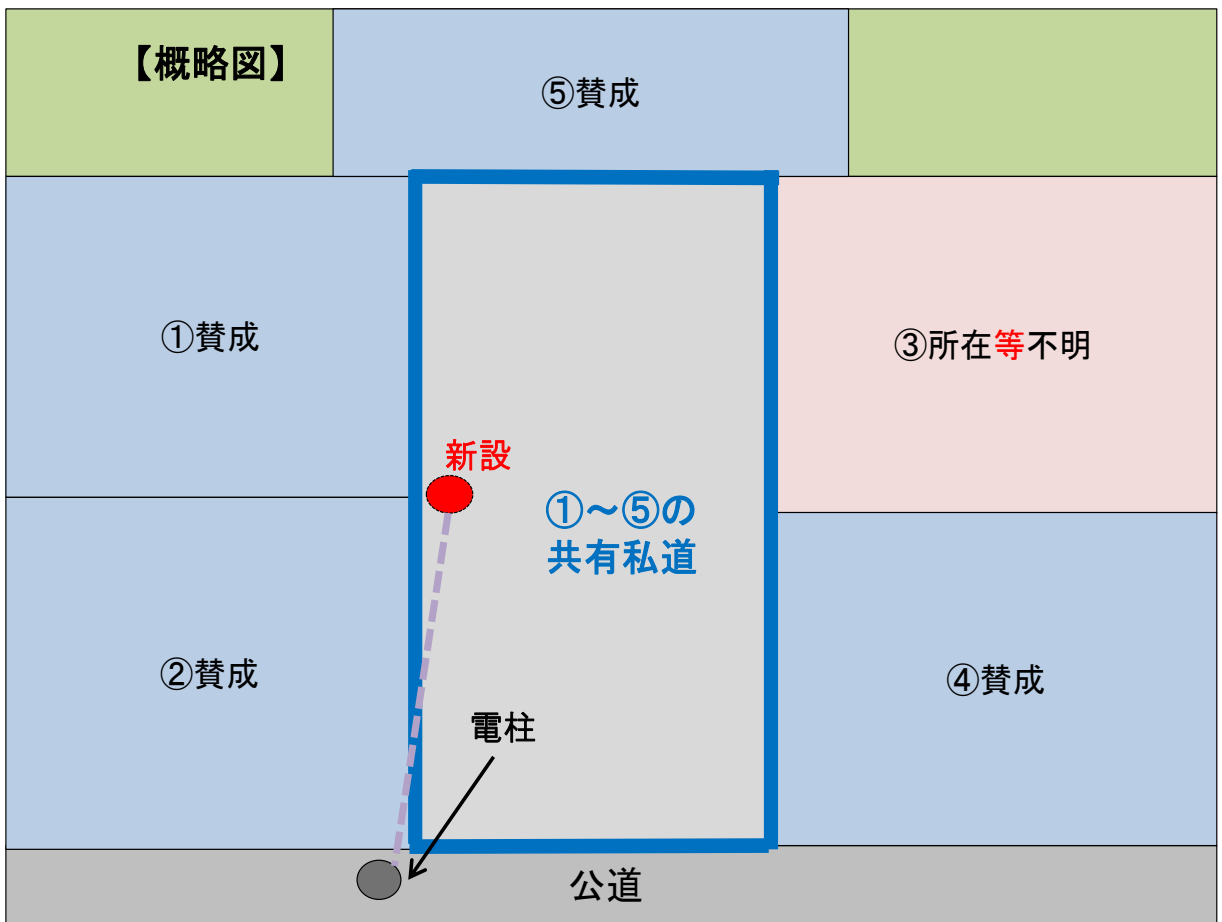 【概略図】
⑤賛成
①賛成
③所在等不明
新設
①～⑤の
共有私道
②賛成
④賛成
電柱
公道